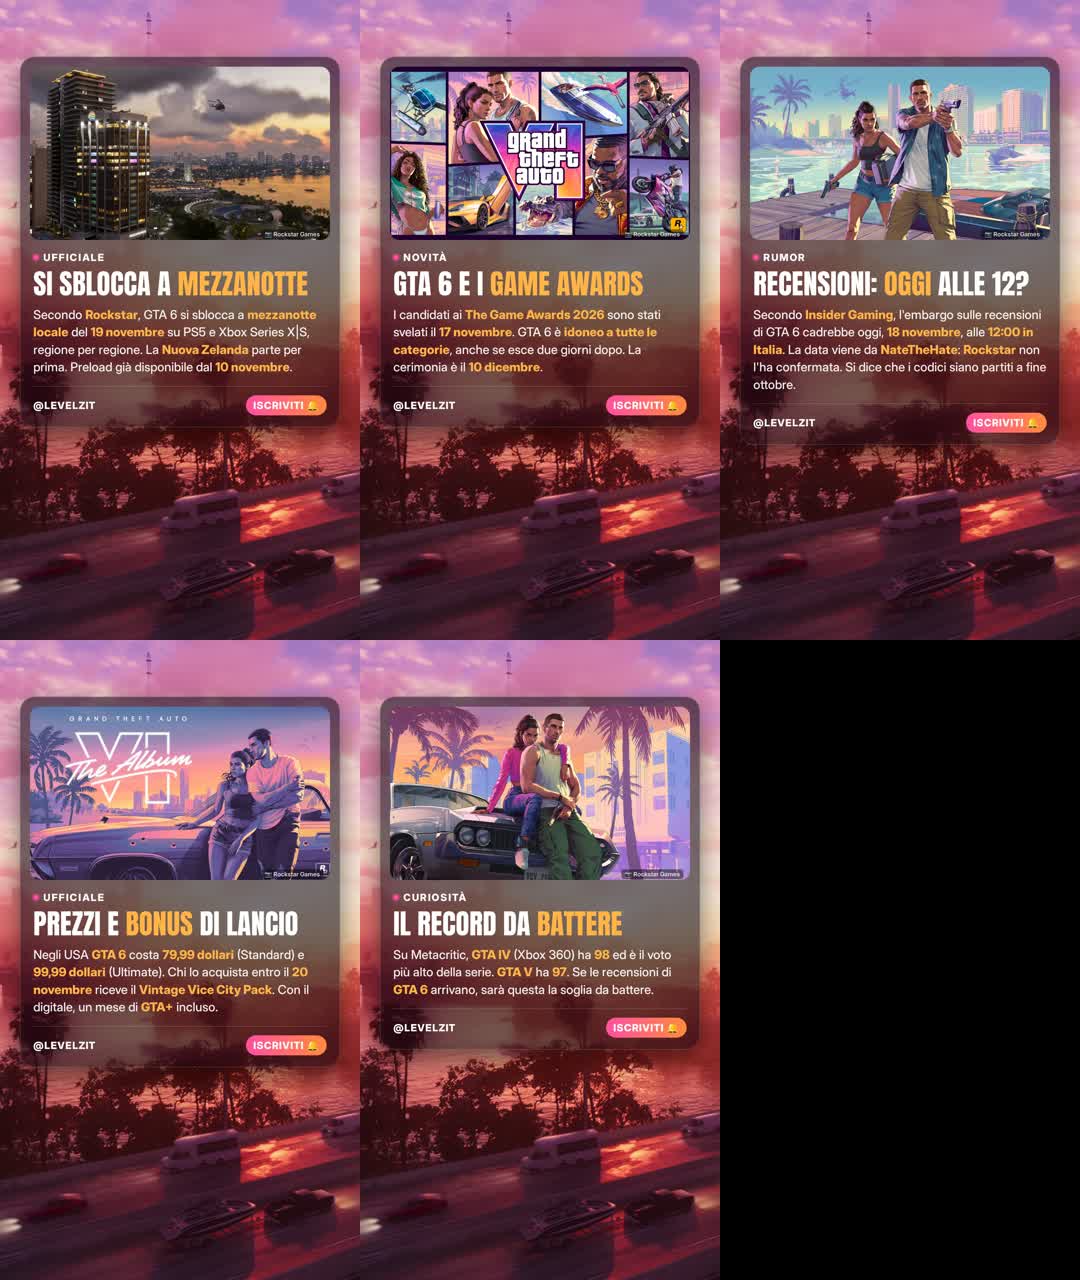 📷 Rockstar Games
UFFICIALE
SI SBLOCCA A MEZZANOTTE
Secondo Rockstar, GTA 6 si sblocca a mezzanotte
locale del 19 novembre su PS5 e Xbox Series X|S,
regione per regione. La Nuova Zelanda parte per
prima. Preload già disponibile dal 10 novembre.
@LEVELZIT
ISCRIVITI 🔔
grand
theft
auto
VI
R
📷 Rockstar Games
NOVITÀ
GTA 6 E I GAME AWARDS
I candidati ai The Game Awards 2026 sono stati
svelati il 17 novembre. GTA 6 è idoneo a tutte le
categorie, anche se esce due giorni dopo. La
cerimonia è il 10 dicembre.
@LEVELZIT
ISCRIVITI 🔔
📷 Rockstar Games
RUMOR
RECENSIONI: OGGI ALLE 12?
Secondo Insider Gaming, l'embargo sulle recensioni
di GTA 6 cadrebbe oggi, 18 novembre, alle 12:00 in
Italia. La data viene da NateTheHate: Rockstar non
l'ha confermata. Si dice che i codici siano partiti a fine
ottobre.
@LEVELZIT
ISCRIVITI 🔔
GRAND THEFT AUTO
VI
The Album
R
📷 Rockstar Games
UFFICIALE
PREZZI E BONUS DI LANCIO
Negli USA GTA 6 costa 79,99 dollari (Standard) e
99,99 dollari (Ultimate). Chi lo acquista entro il 20
novembre riceve il Vintage Vice City Pack. Con il
digitale, un mese di GTA+ incluso.
@LEVELZIT
ISCRIVITI 🔔
📷 Rockstar Games
CURIOSITÀ
IL RECORD DA BATTERE
Su Metacritic, GTA IV (Xbox 360) ha 98 ed è il voto
più alto della serie. GTA V ha 97. Se le recensioni di
GTA 6 arrivano, sarà questa la soglia da battere.
@LEVELZIT
ISCRIVITI 🔔